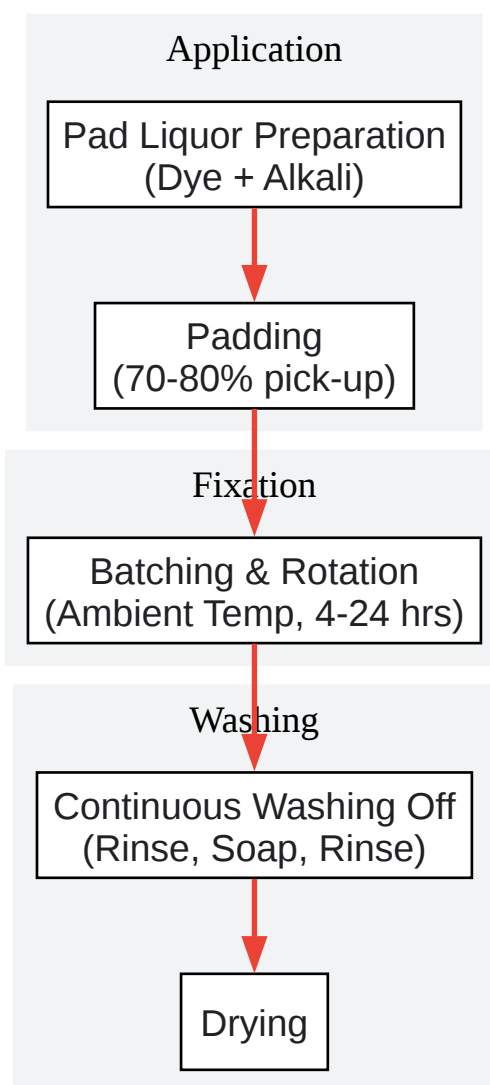 Application
Pad Liquor Preparation
(Dye + Alkali)
Padding
(70-80% pick-up)
Fixation
Batching & Rotation
(Ambient Temp, 4-24 hrs)
Washing
Continuous Washing Off
(Rinse, Soap, Rinse)
Drying